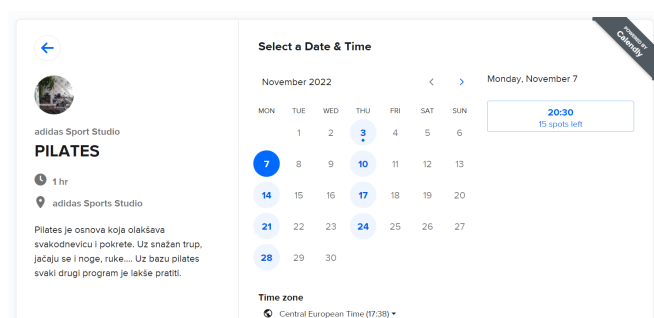 Select a Date & Time
POWERED BY
Calendly
adidas Sport Studio
PILATES
1 hr
adidas Sports Studio
Pilates je osnova koja olakšava
svakodnevicu i pokrete. Uz snažan trup,
jačaju se i noge, ruke.... Uz bazu pilates
svaki drugi program je lakše pratiti.
November 2022
MON TUE WED THU FRI SAT SUN
1 2 3 4 5 6
7 8 9 10 11 12 13
14 15 16 17 18 19 20
21 22 23 24 25 26 27
28 29 30
Time zone
Central European Time (17:38)
Monday, November 7
20:30
15 spots left